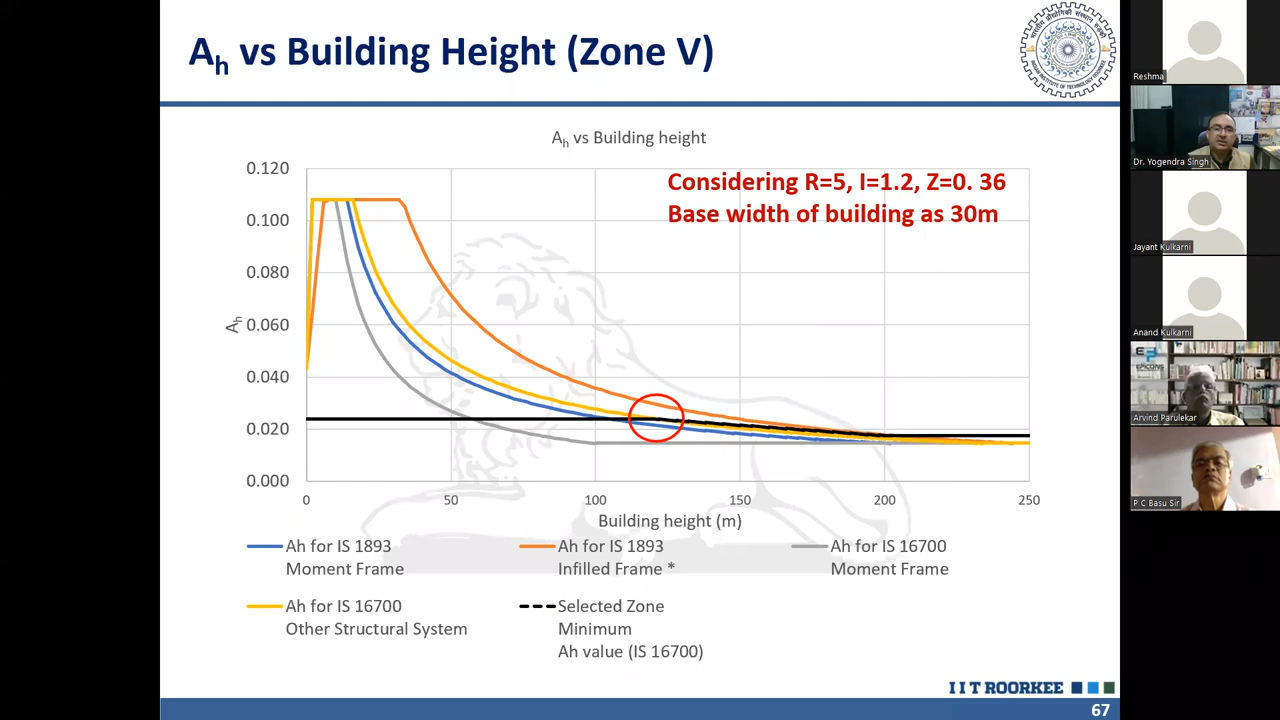 Ah vs Building Height (Zone V)
Ah vs Building height
Considering R=5, I=1.2, Z=0. 36
Base width of building as 30m
0.120
0.100
0.080
0.060
0.040
0.020
0.000
Ah
0 50 100 150 200 250
Building height (m)
Ah for IS 1893
Moment Frame
Ah for IS 1893
Infilled Frame *
Ah for IS 16700
Moment Frame
Ah for IS 16700
Other Structural System
Selected Zone
Minimum
Ah value (IS 16700)
IIT ROORKEE
67
Reshma
Dr. Yogendra Singh
Jayant Kulkarni
Anand Kulkarni
EPICONS
Arvind Parulekar
P C Basu Sir